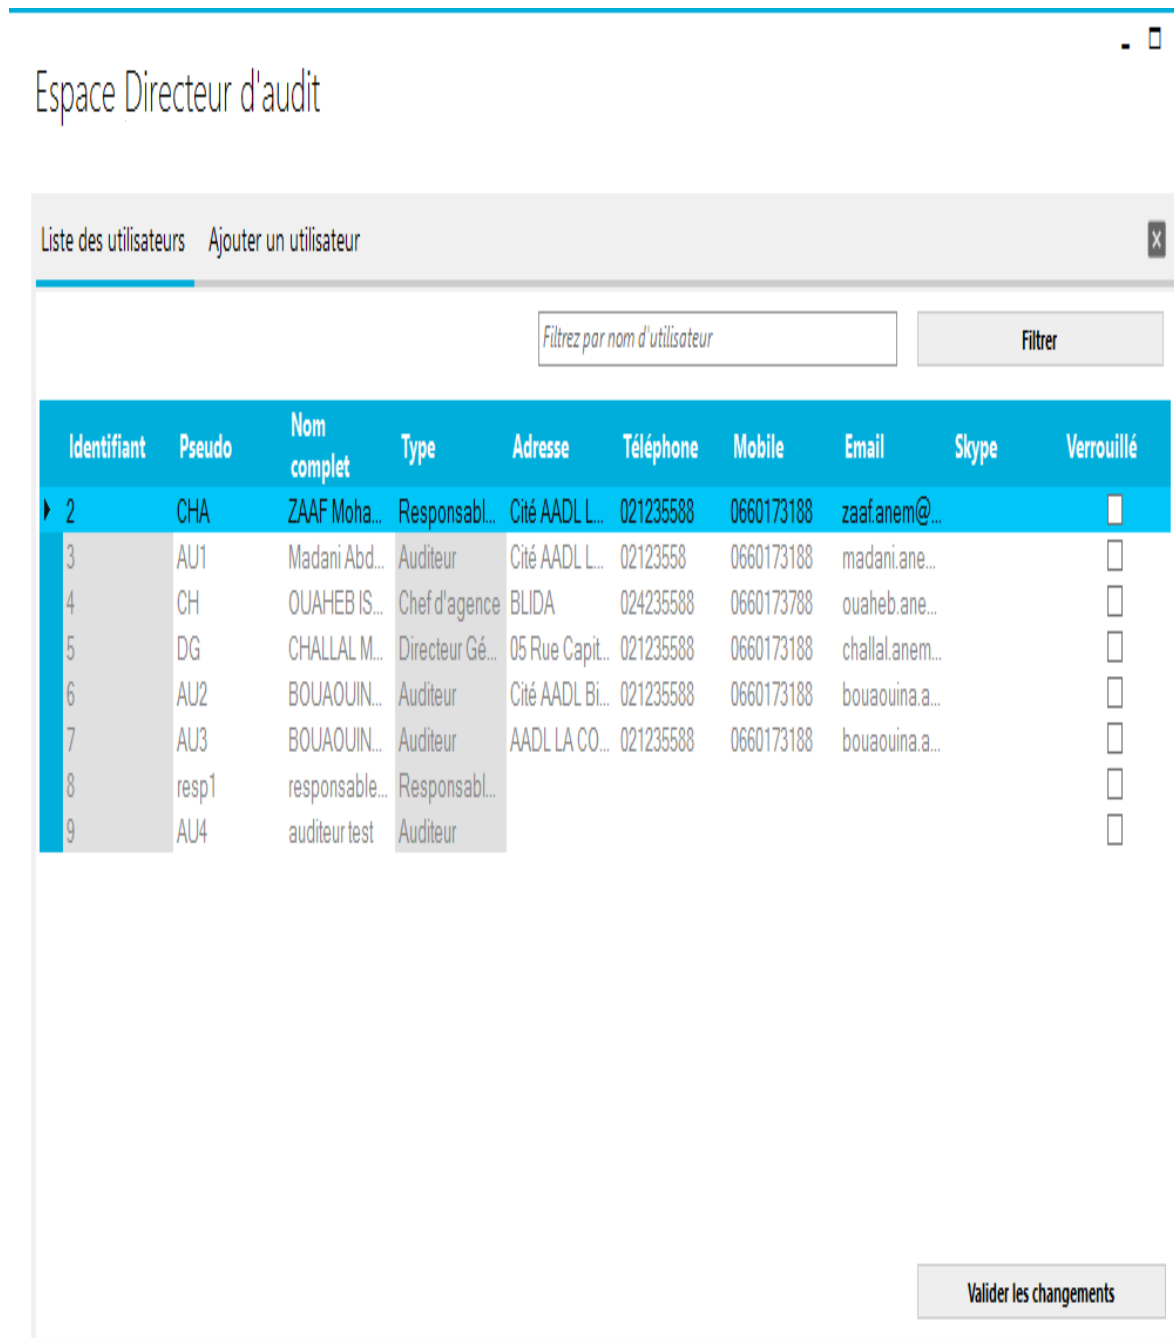 Espace Directeur d'audit
Liste des utilisateurs Ajouter un utilisateur
Filtrez par nom d'utilisateur Filtrer
Identifiant Pseudo Nom complet Type Adresse Téléphone Mobile Email Skype Verrouillé
2 CHA ZAAF Moha... Responsabl... Cité AADL L... 021235588 0660173188 zaaf.anem@...
3 AU1 Madani Abd... Auditeur Cité AADL L... 02123558 0660173188 madani.ane...
4 CH OUAHEB IS... Chef d'agence BLIDA 024235588 0660173788 ouaheb.ane...
5 DG CHALLAL M... Directeur Gé... 05 Rue Capit... 021235588 0660173188 challal.anem...
6 AU2 BOUAOUIN... Auditeur Cité AADL Bi... 021235588 0660173188 bouaouina.a...
7 AU3 BOUAOUIN... Auditeur AADL LA CO... 021235588 0660173188 bouaouina.a...
8 resp1 responsable... Responsabl...
9 AU4 auditeur test Auditeur
Valider les changements